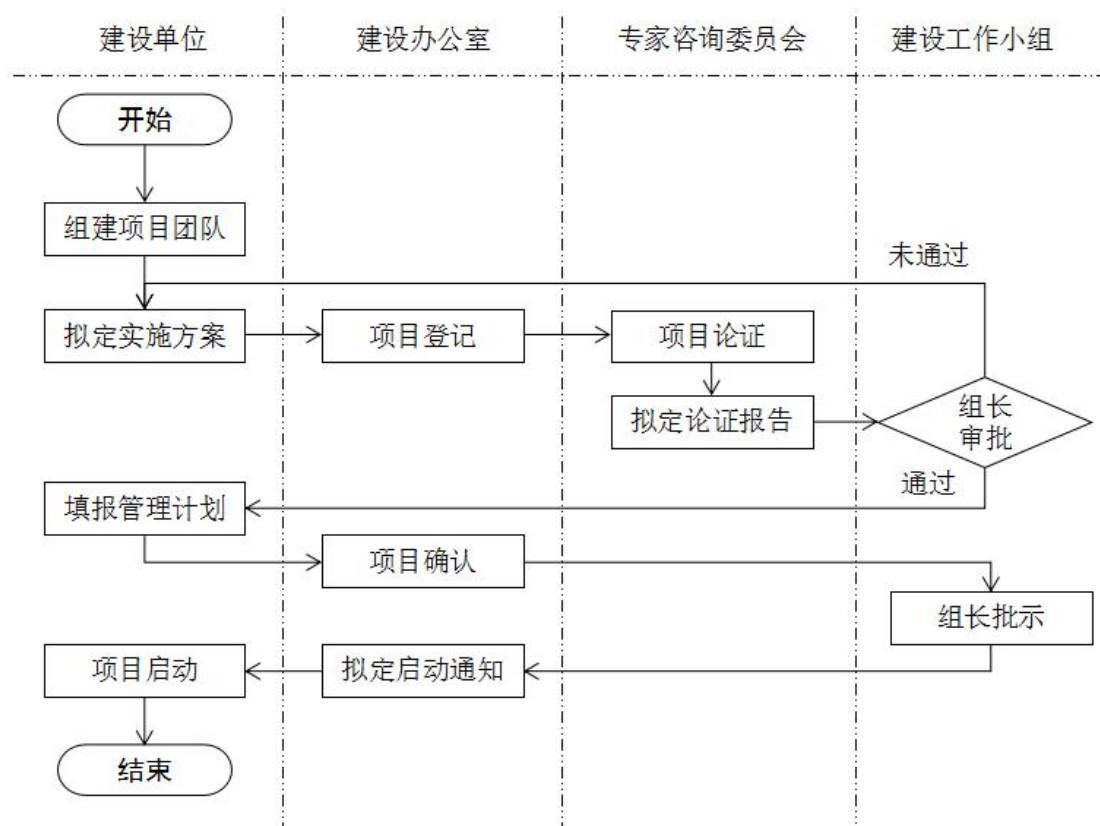 建设单位
建设办公室
专家咨询委员会
建设工作小组
开始
组建项目团队
未通过
拟定实施方案
项目登记
项目论证
拟定论证报告
组长
审批
通过
填报管理计划
项目确认
组长批示
项目启动
拟定启动通知
结束